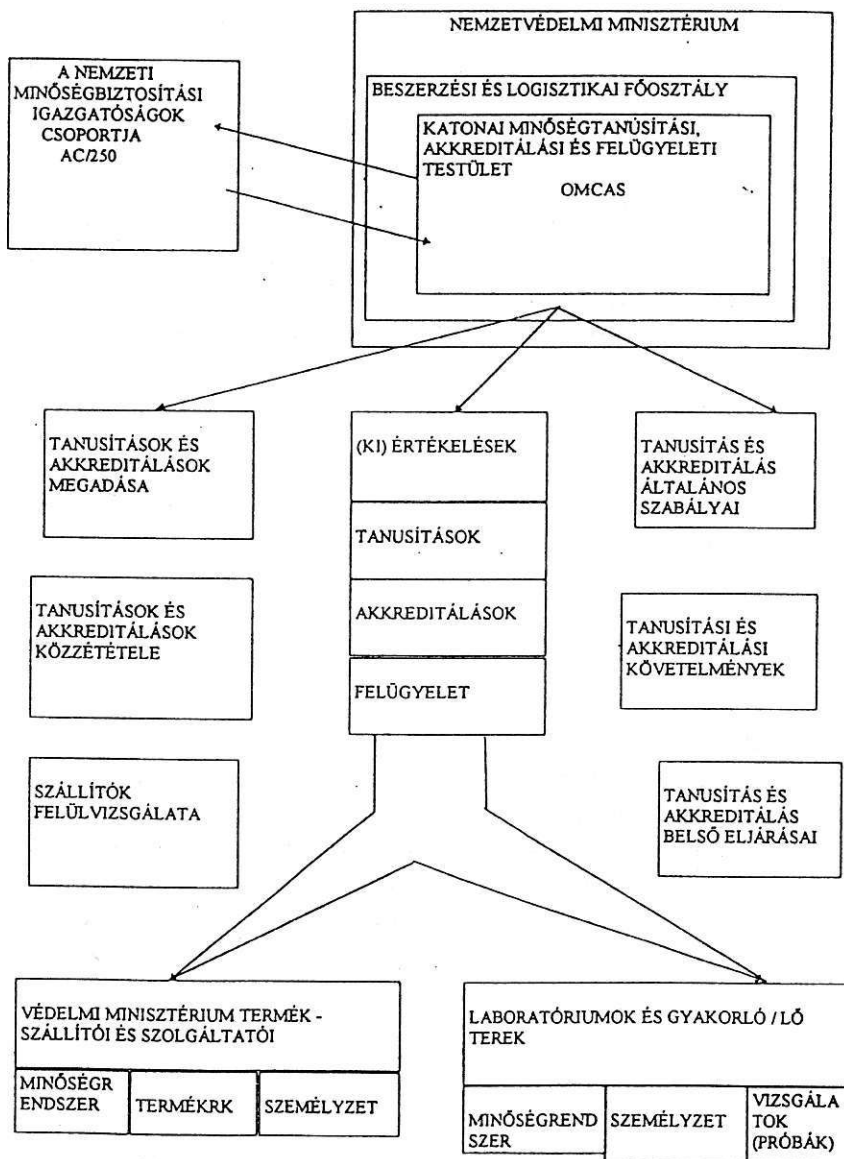 NEMZETVÉDELMI MINISZTÉRIUM
A NEMZETI
MINŐSÉGBIZTOSÍTÁSI
IGAZGATÓSÁGOK
CSOPORTJA
AC/250
BESZERZÉSI ÉS LOGISZTIKAI FŐOSZTÁLY
KATONAI MINŐSÉGTANÚSÍTÁSI,
AKKREDITÁLÁSI ÉS FELÜGYELETI
TESTÜLET
OMCAS
TANUSÍTÁSOK ÉS
AKKREDITÁLÁSOK
MEGADÁSA
(KI) ÉRTÉKELÉSEK
TANUSÍTÁS ÉS
AKKREDITÁLÁS
ÁLTALÁNOS
SZABÁLYAI
TANUSÍTÁSOK
TANUSÍTÁSOK ÉS
AKKREDITÁLÁSOK
KÖZZÉTÉTELE
AKKREDITÁLÁSOK
TANUSÍTÁSI ÉS
AKKREDITÁLÁSI
KÖVETELMÉNYEK
FELÜGYELET
SZÁLLÍTÓK
FELÜLVIZSGÁLATA
TANUSÍTÁS ÉS
AKKREDITÁLÁS
BELSŐ ELJÁRÁSAI
VÉDELMI MINISZTÉRIUM TERMÉK -
SZÁLLÍTÓI ÉS SZOLGÁLTATÓI
MINŐSÉGR
ENDSZER
TERMÉKRK
SZEMÉLYZET
LABORATÓRIUMOK ÉS GYAKORLÓ / LŐ
TEREK
MINŐSÉGREND
SZER
SZEMÉLYZET
VIZSGÁLA
TOK
(PRÓBÁK)